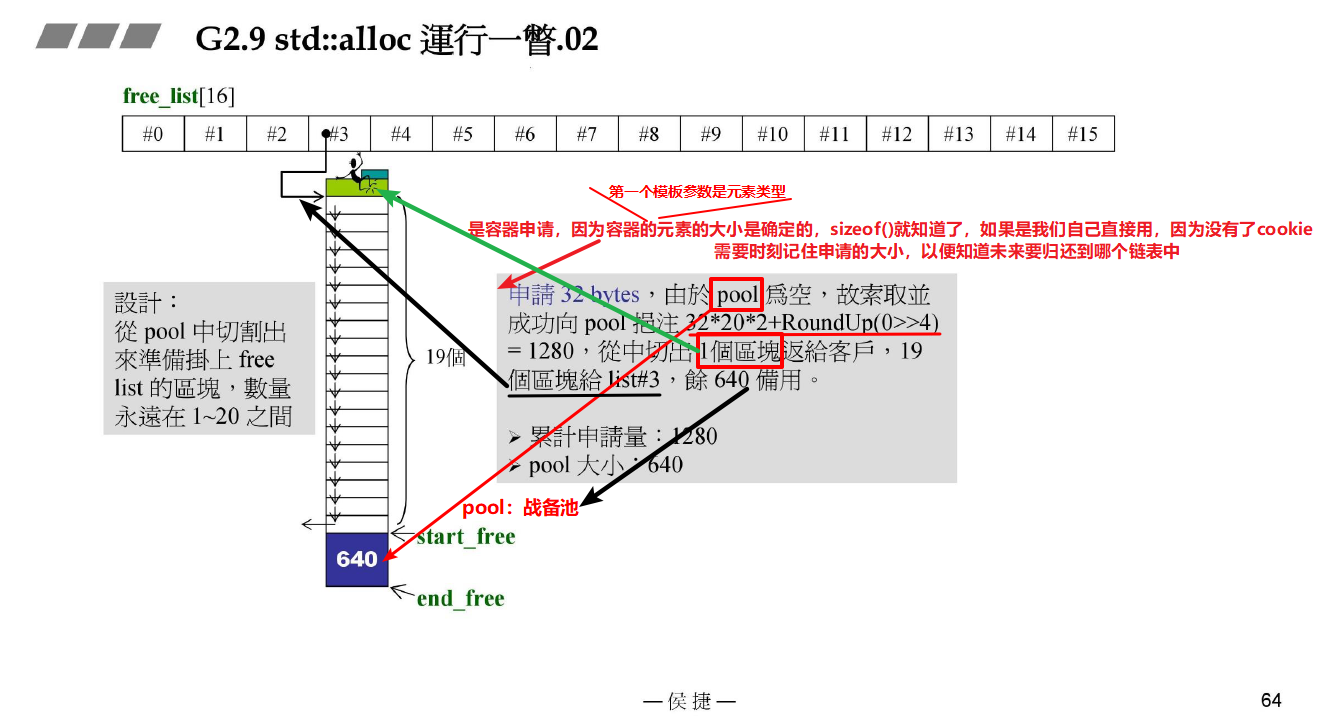 G2.9 std::alloc 運行一瞥.02
free_list[16]
#0 #1 #2 #3 #4 #5 #6 #7 #8 #9 #10 #11 #12 #13 #14 #15
第一个模板参数是元素类型
是容器申请，因为容器的元素的大小是确定的，sizeof()就知道了，如果是我们自己直接用，因为没有了cookie
需要时刻记住申请的大小，以便知道未来要归还到哪个链表中
設計：
從 pool 中切割出
來準備掛上 free
list 的區塊，數量
永遠在 1~20 之間
19個
申請 32 bytes，由於 pool 爲空，故索取並
成功向 pool 挹注 32*20*2+RoundUp(0>>4)
= 1280，從中切出 1個區塊返給客戶，19
個區塊給 list#3，餘 640 備用。
➢ 累計申請量：1280
➢ pool 大小：640
pool：战备池
start_free
640
end_free
— 侯 捷 —
64